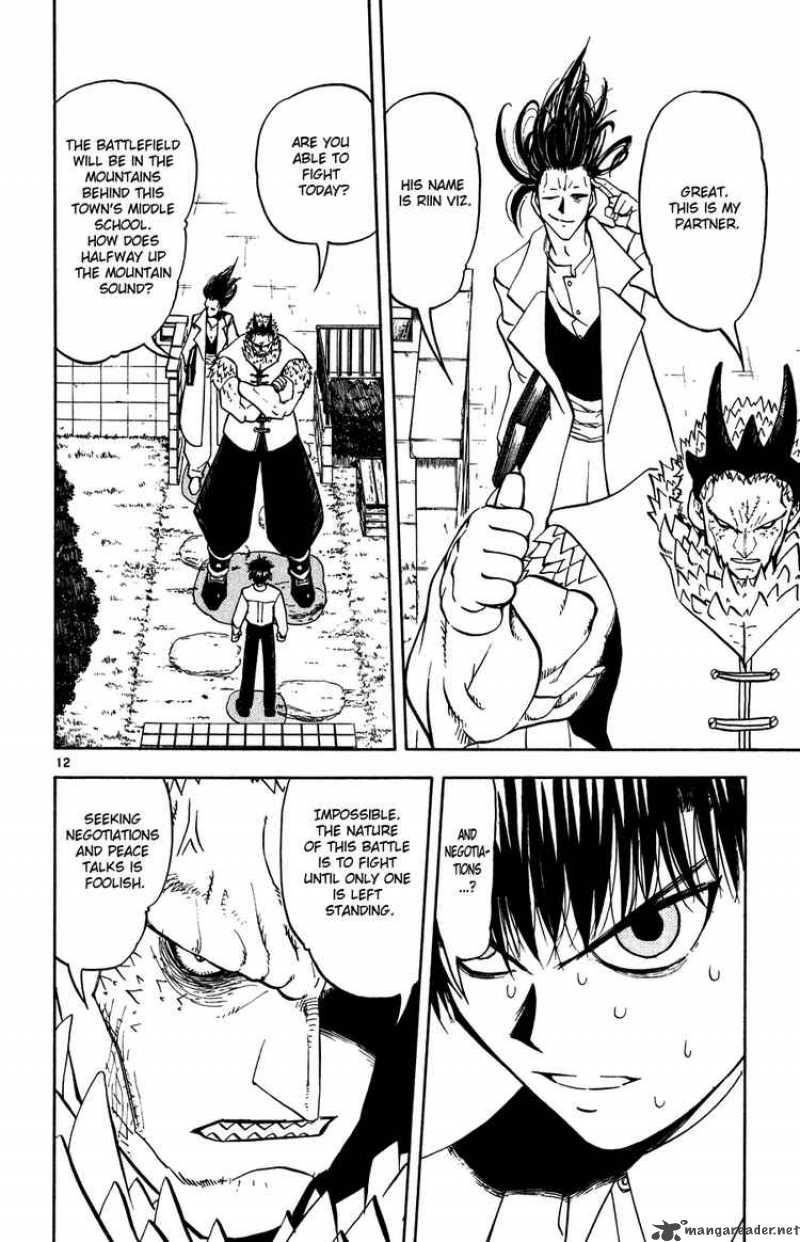 GREAT.
THIS IS MY
PARTNER.
HIS NAME
IS RIIN VIZ.
ARE YOU
ABLE TO
FIGHT
TODAY?
THE BATTLEFIELD
WILL BE IN THE
MOUNTAINS
BEHIND THIS
TOWN'S MIDDLE
SCHOOL.
HOW DOES
HALFWAY UP
THE MOUNTAIN
SOUND?
12
AND
NEGOTIA-
TIONS
...?
IMPOSSIBLE.
THE NATURE
OF THIS BATTLE
IS TO FIGHT
UNTIL ONLY ONE
IS LEFT
STANDING.
SEEKING
NEGOTIATIONS
AND PEACE
TALKS IS
FOOLISH.
mangareader.net